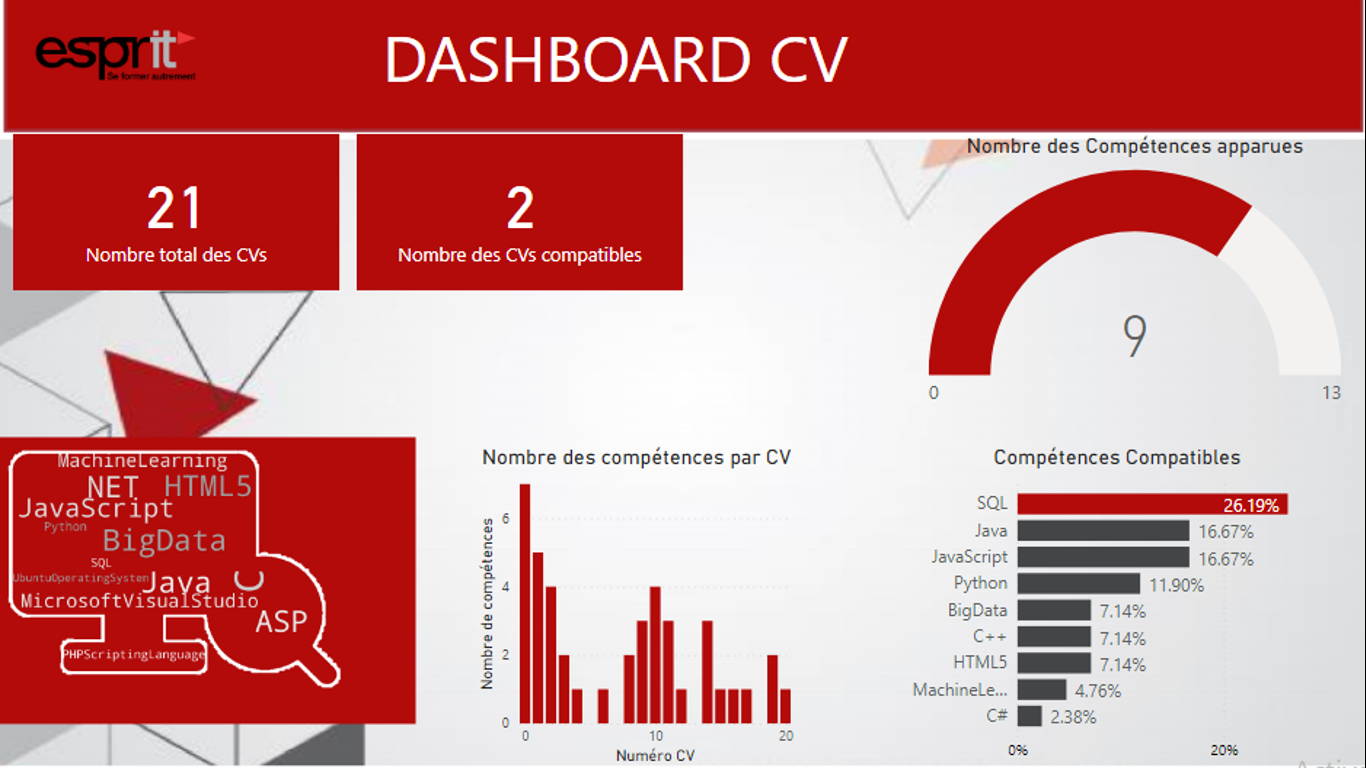 esprit
Se former autrement
DASHBOARD CV
21
Nombre total des CVs
2
Nombre des CVs compatibles
Nombre des Compétences apparues
9
0
13
MachineLearning
NET HTML5
JavaScript
Python
BigData
SQL
UbuntuOperatingSystem
Java C
MicrosoftVisualStudio
ASP
PHPScriptingLanguage
Nombre des compétences par CV
Nombre de compétences
6
4
2
0
0 10 20
Numéro CV
Compétences Compatibles
SQL 26.19%
Java 16.67%
JavaScript 16.67%
Python 11.90%
BigData 7.14%
C++ 7.14%
HTML5 7.14%
MachineLe... 4.76%
C# 2.38%
0% 20%